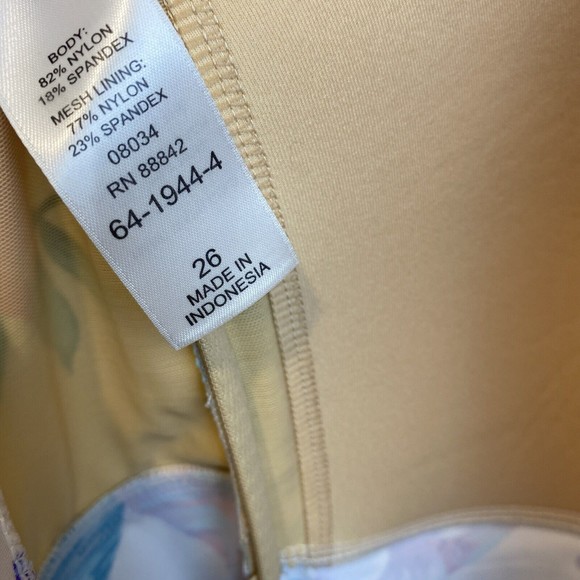 BODY:
82% NYLON
18% SPANDEX
MESH LINING:
77% NYLON
23% SPANDEX
08034
RN 88842
64-1944-4
26
MADE IN
INDONESIA